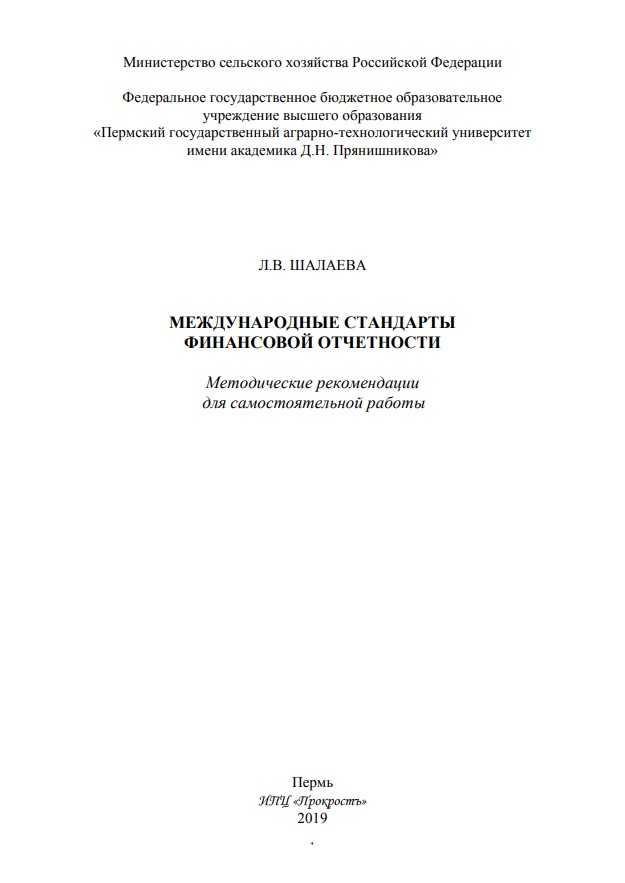 Министерство сельского хозяйства Российской Федерации
Федеральное государственное бюджетное образовательное
учреждение высшего образования
«Пермский государственный аграрно-технологический университет
имени академика Д.Н. Прянишникова»
Л.В. ШАЛАЕВА
МЕЖДУНАРОДНЫЕ СТАНДАРТЫ
ФИНАНСОВОЙ ОТЧЕТНОСТИ
Методические рекомендации
для самостоятельной работы
Пермь
ИПЦ «Прокростъ»
2019